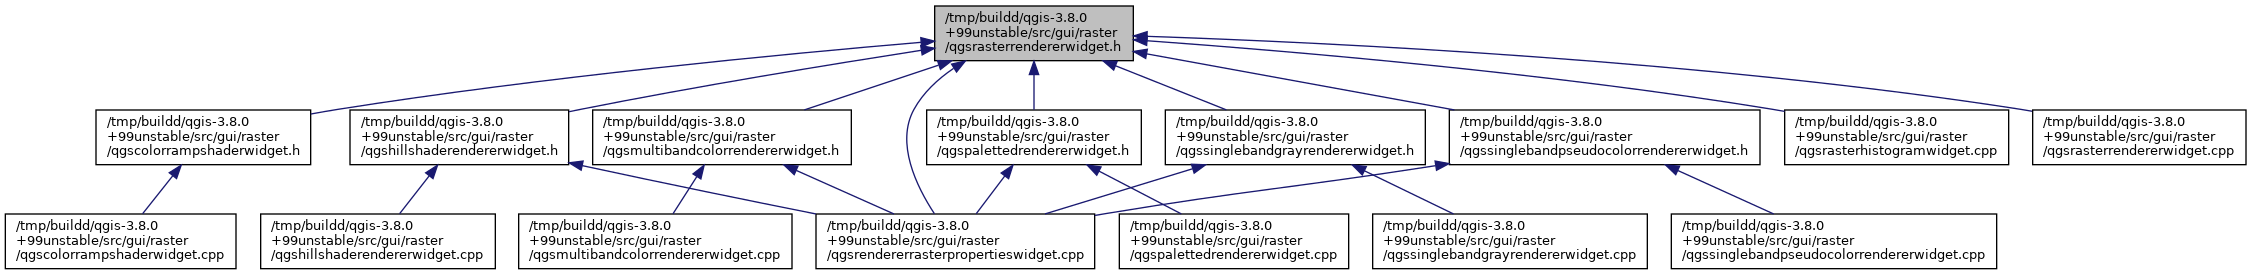 /tmp/buildd/qgis-3.8.0
+99unstable/src/gui/raster
/qgsrasterrendererwidget.h
/tmp/buildd/qgis-3.8.0
+99unstable/src/gui/raster
/qgscolorrampshaderwidget.h
/tmp/buildd/qgis-3.8.0
+99unstable/src/gui/raster
/qgshillshaderendererwidget.h
/tmp/buildd/qgis-3.8.0
+99unstable/src/gui/raster
/qgsmultibandcolorrendererwidget.h
/tmp/buildd/qgis-3.8.0
+99unstable/src/gui/raster
/qgspalettedrendererwidget.h
/tmp/buildd/qgis-3.8.0
+99unstable/src/gui/raster
/qgssinglebandgrayrendererwidget.h
/tmp/buildd/qgis-3.8.0
+99unstable/src/gui/raster
/qgssinglebandpseudocolorrendererwidget.h
/tmp/buildd/qgis-3.8.0
+99unstable/src/gui/raster
/qgsrasterhistogramwidget.cpp
/tmp/buildd/qgis-3.8.0
+99unstable/src/gui/raster
/qgsrasterrendererwidget.cpp
/tmp/buildd/qgis-3.8.0
+99unstable/src/gui/raster
/qgscolorrampshaderwidget.cpp
/tmp/buildd/qgis-3.8.0
+99unstable/src/gui/raster
/qgshillshaderendererwidget.cpp
/tmp/buildd/qgis-3.8.0
+99unstable/src/gui/raster
/qgsmultibandcolorrendererwidget.cpp
/tmp/buildd/qgis-3.8.0
+99unstable/src/gui/raster
/qgsrendererrasterpropertieswidget.cpp
/tmp/buildd/qgis-3.8.0
+99unstable/src/gui/raster
/qgspalettedrendererwidget.cpp
/tmp/buildd/qgis-3.8.0
+99unstable/src/gui/raster
/qgssinglebandgrayrendererwidget.cpp
/tmp/buildd/qgis-3.8.0
+99unstable/src/gui/raster
/qgssinglebandpseudocolorrendererwidget.cpp